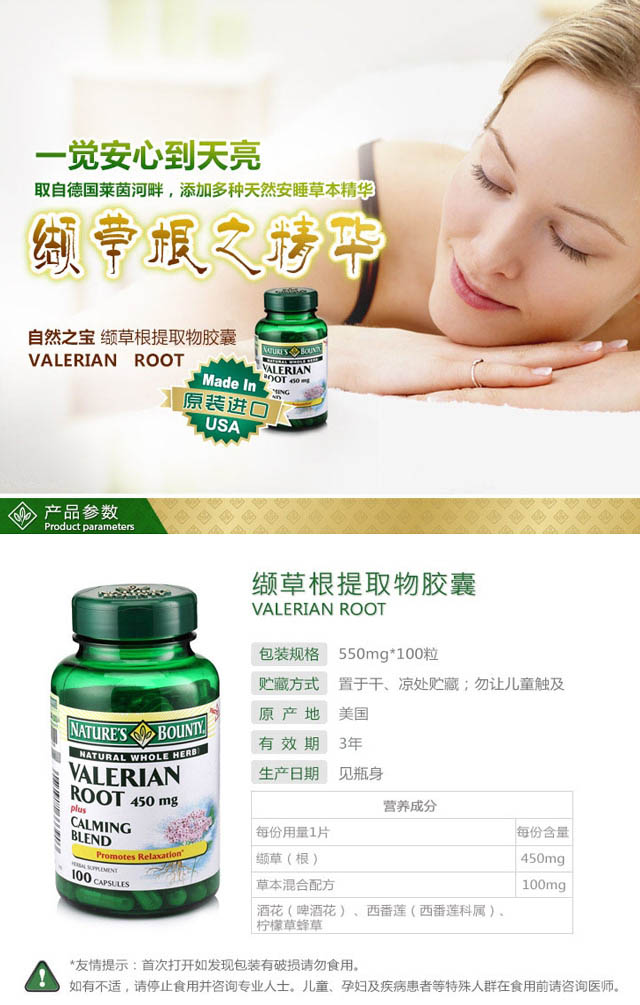 一觉安心到天亮
取自德国莱茵河畔，添加多种天然安睡草本精华
缬草根之精华
自然之宝 缬草根提取物胶囊
VALERIAN ROOT
NATURE'S BOUNTY
NATURAL WHOLE HERB
VALERIAN
ROOT 450 mg
Made In
原装进口
USA
产品参数
Product parameters
缬草根提取物胶囊
VALERIAN ROOT
包装规格 550mg*100粒
贮藏方式 置于干、凉处贮藏；勿让儿童触及
原产地 美国
有效期 3年
生产日期 见瓶身
营养成分
每份用量1片 每份含量
缬草（根） 450mg
草本混合配方 100mg
酒花（啤酒花）、西番莲（西番莲科属）、
柠檬草蜂草
NATURE'S BOUNTY
NATURAL WHOLE HERB
VALERIAN
ROOT 450 mg
plus
CALMING
BLEND
Promotes Relaxation*
HERBAL SUPPLEMENT
100 CAPSULES
*友情提示：首次打开如发现包装有破损请勿食用。
如有不适，请停止食用并咨询专业人士。儿童、孕妇及疾病患者等特殊人群在食用前请咨询医师。